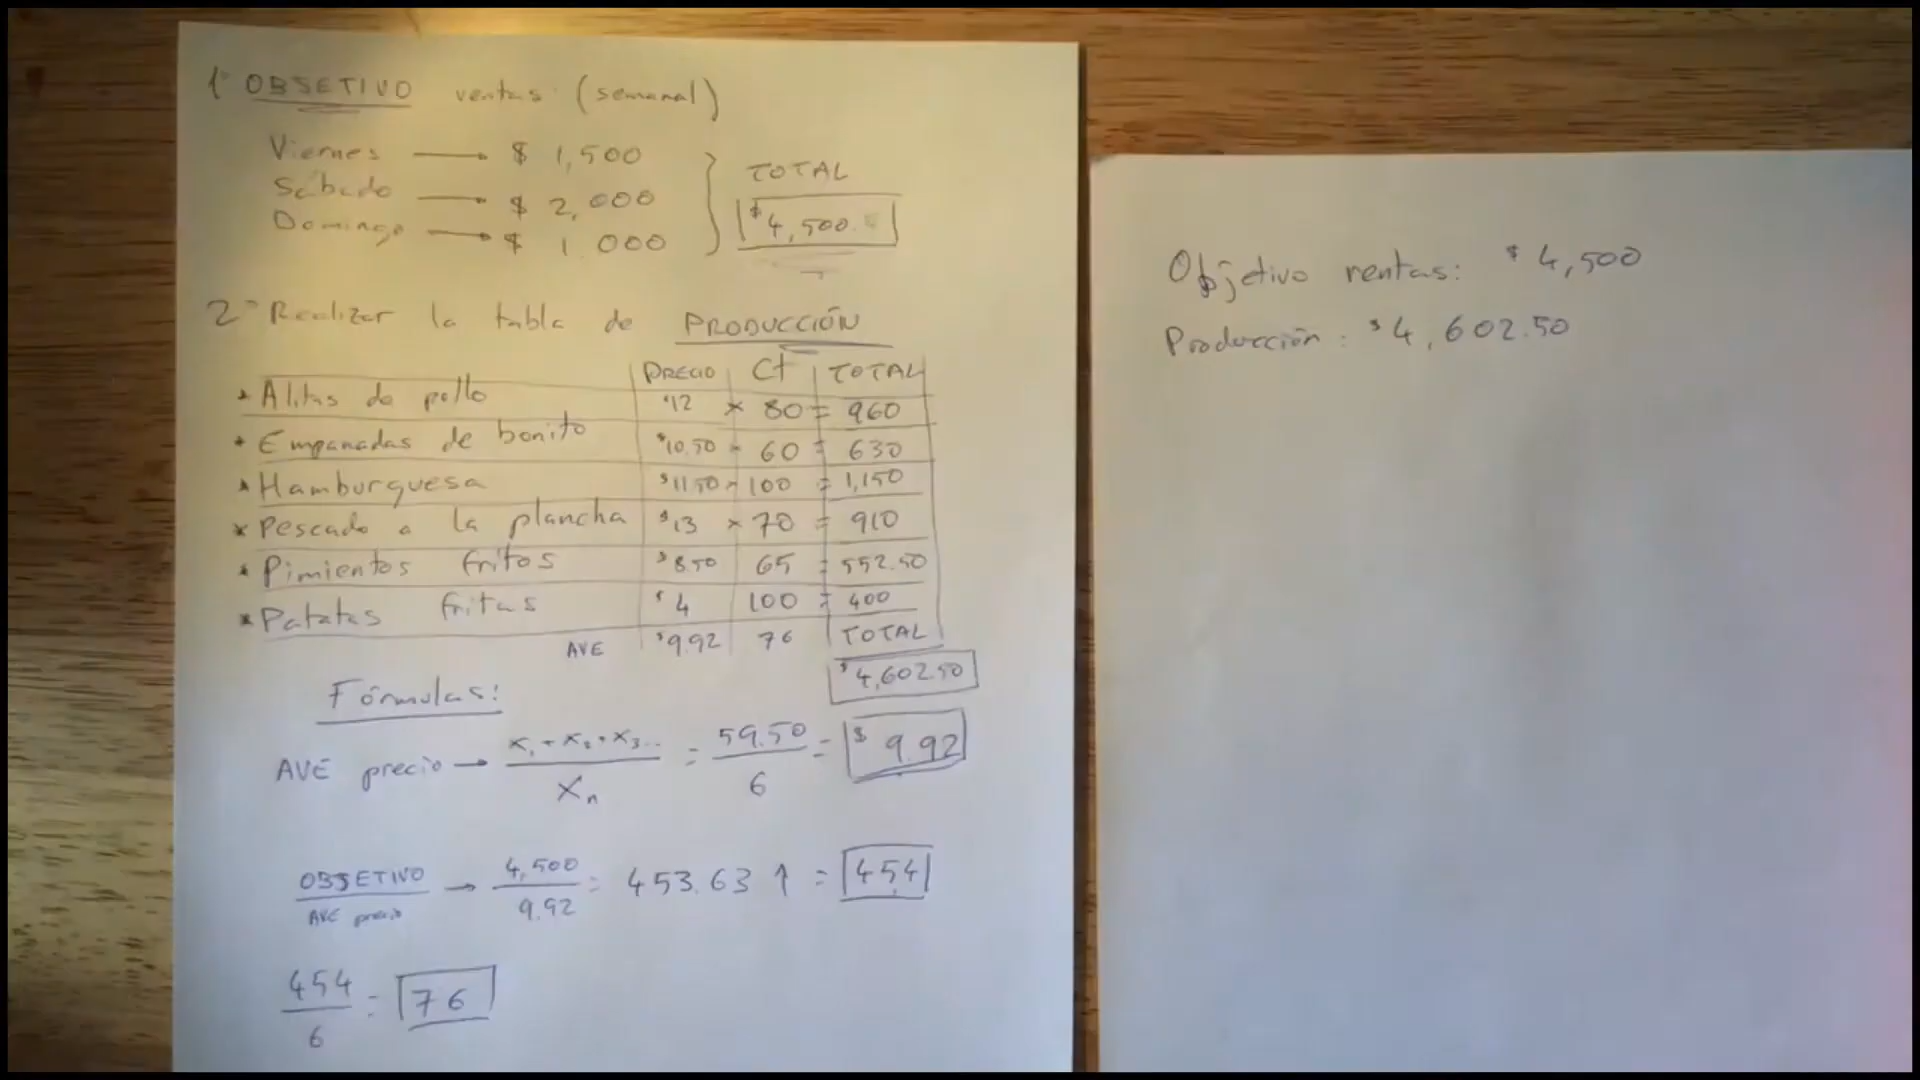 1º OBJETIVO ventas (semanal)
Viernes → $ 1,500
Sábado → $ 2,000
Domingo → $ 1 000
TOTAL
$4,500.
2º Realizar la tabla de PRODUCCIÓN
PRECIO Ct TOTAL
* Alitas de pollo $12 × 80 = 960
* Empanadas de bonito $10.50 - 60 = 630
* Hamburguesa $11.50 - 100 = 1,150
* Pescado a la plancha $13 × 70 = 910
* Pimientos fritos $8.50 65 = 552.50
* Patatas fritas $4 100 = 400
AVE $9.92 76 TOTAL
$4,602.50
Fórmulas:
AVE precio → x₁ + x₂ + x₃... / Xn = 59.50 / 6 = $9.92
OBJETIVO / AVE precio → 4,500 / 9.92 = 453.63 ↑ = 454
454 / 6 = 76
Objetivo ventas: $4,500
Producción: $4,602.50